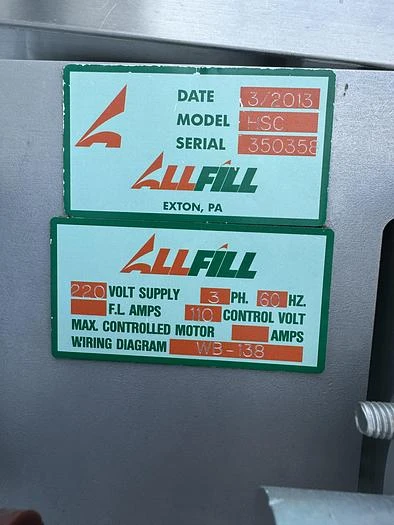 DATE 3/2013
MODEL HSC
SERIAL 350358
ALLFILL
EXTON, PA
ALLFILL
220 VOLT SUPPLY 3 PH. 60 HZ.
F.L. AMPS 110 CONTROL VOLT
MAX. CONTROLLED MOTOR AMPS
WIRING DIAGRAM WB-138